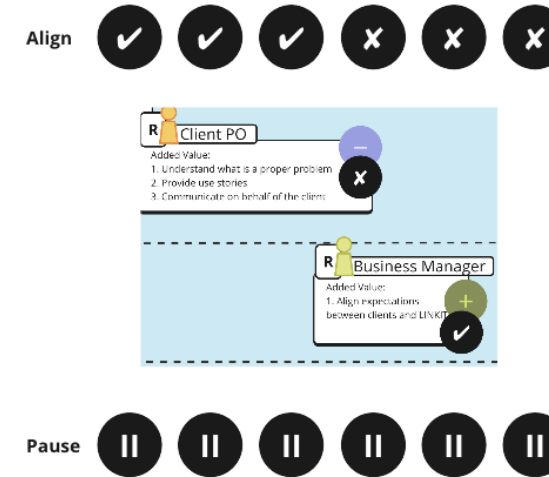 Align
R Client PO
Added Value:
1. Understand what is a proper problem
2. Provide use stories
3. Communicate on behalf of the client
R Business Manager
Added Value:
1. Align expectations
between clients and LINKIT
Pause